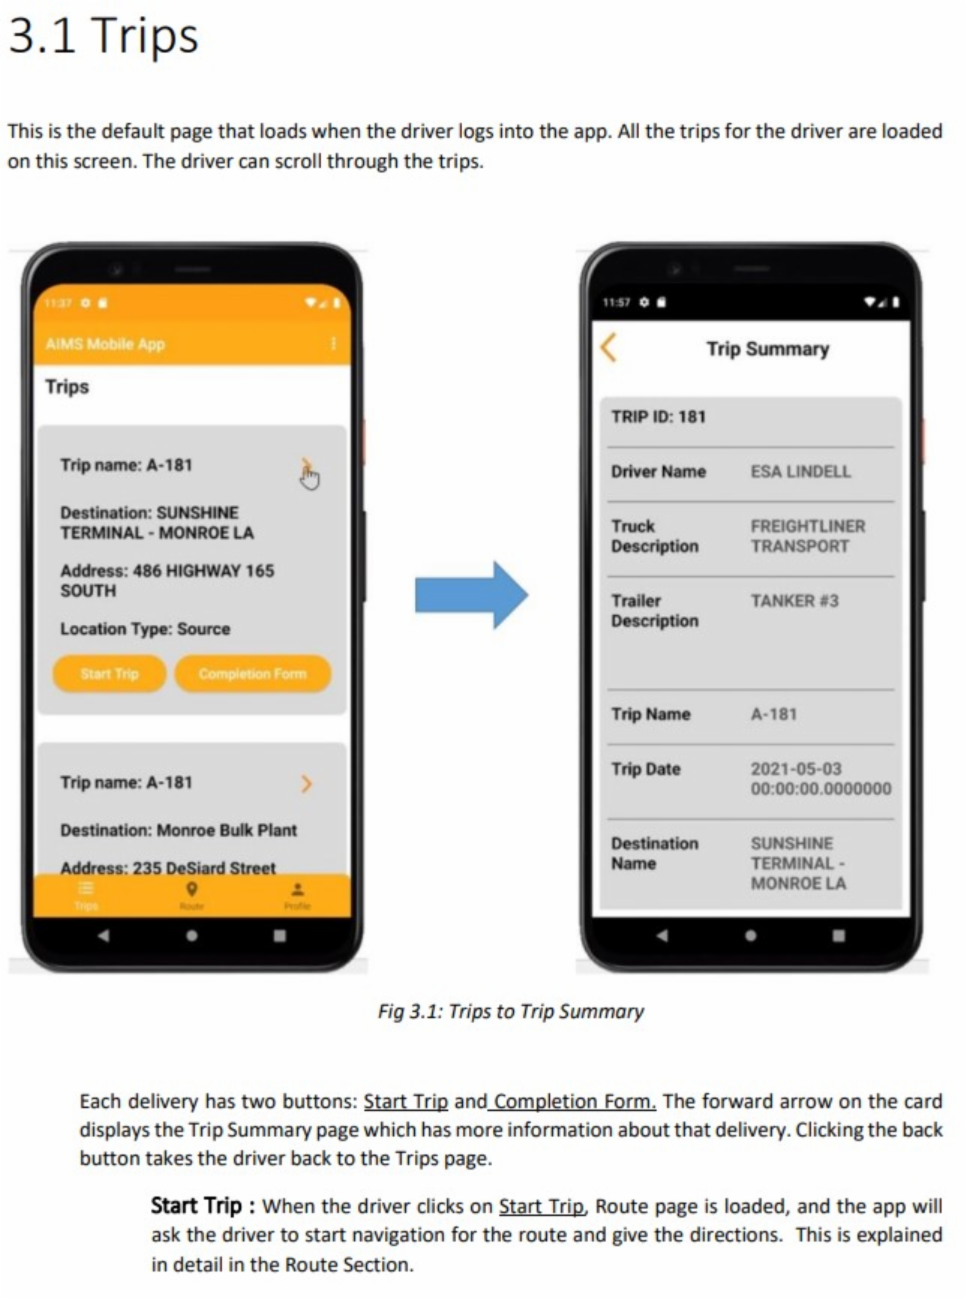 3.1 Trips
This is the default page that loads when the driver logs into the app. All the trips for the driver are loaded
on this screen. The driver can scroll through the trips.
11:37
AIMS Mobile App
Trips
Trip name: A-181
Destination: SUNSHINE
TERMINAL - MONROE LA
Address: 486 HIGHWAY 165
SOUTH
Location Type: Source
Start Trip Completion Form
Trip name: A-181
Destination: Monroe Bulk Plant
Address: 235 DeSiard Street
Trips Route Profile
11:57
Trip Summary
TRIP ID: 181
Driver Name ESA LINDELL
Truck FREIGHTLINER
Description TRANSPORT
Trailer TANKER #3
Description
Trip Name A-181
Trip Date 2021-05-03
00:00:00.0000000
Destination SUNSHINE
Name TERMINAL -
MONROE LA
Fig 3.1: Trips to Trip Summary
Each delivery has two buttons: Start Trip and Completion Form. The forward arrow on the card
displays the Trip Summary page which has more information about that delivery. Clicking the back
button takes the driver back to the Trips page.
Start Trip : When the driver clicks on Start Trip, Route page is loaded, and the app will
ask the driver to start navigation for the route and give the directions. This is explained
in detail in the Route Section.